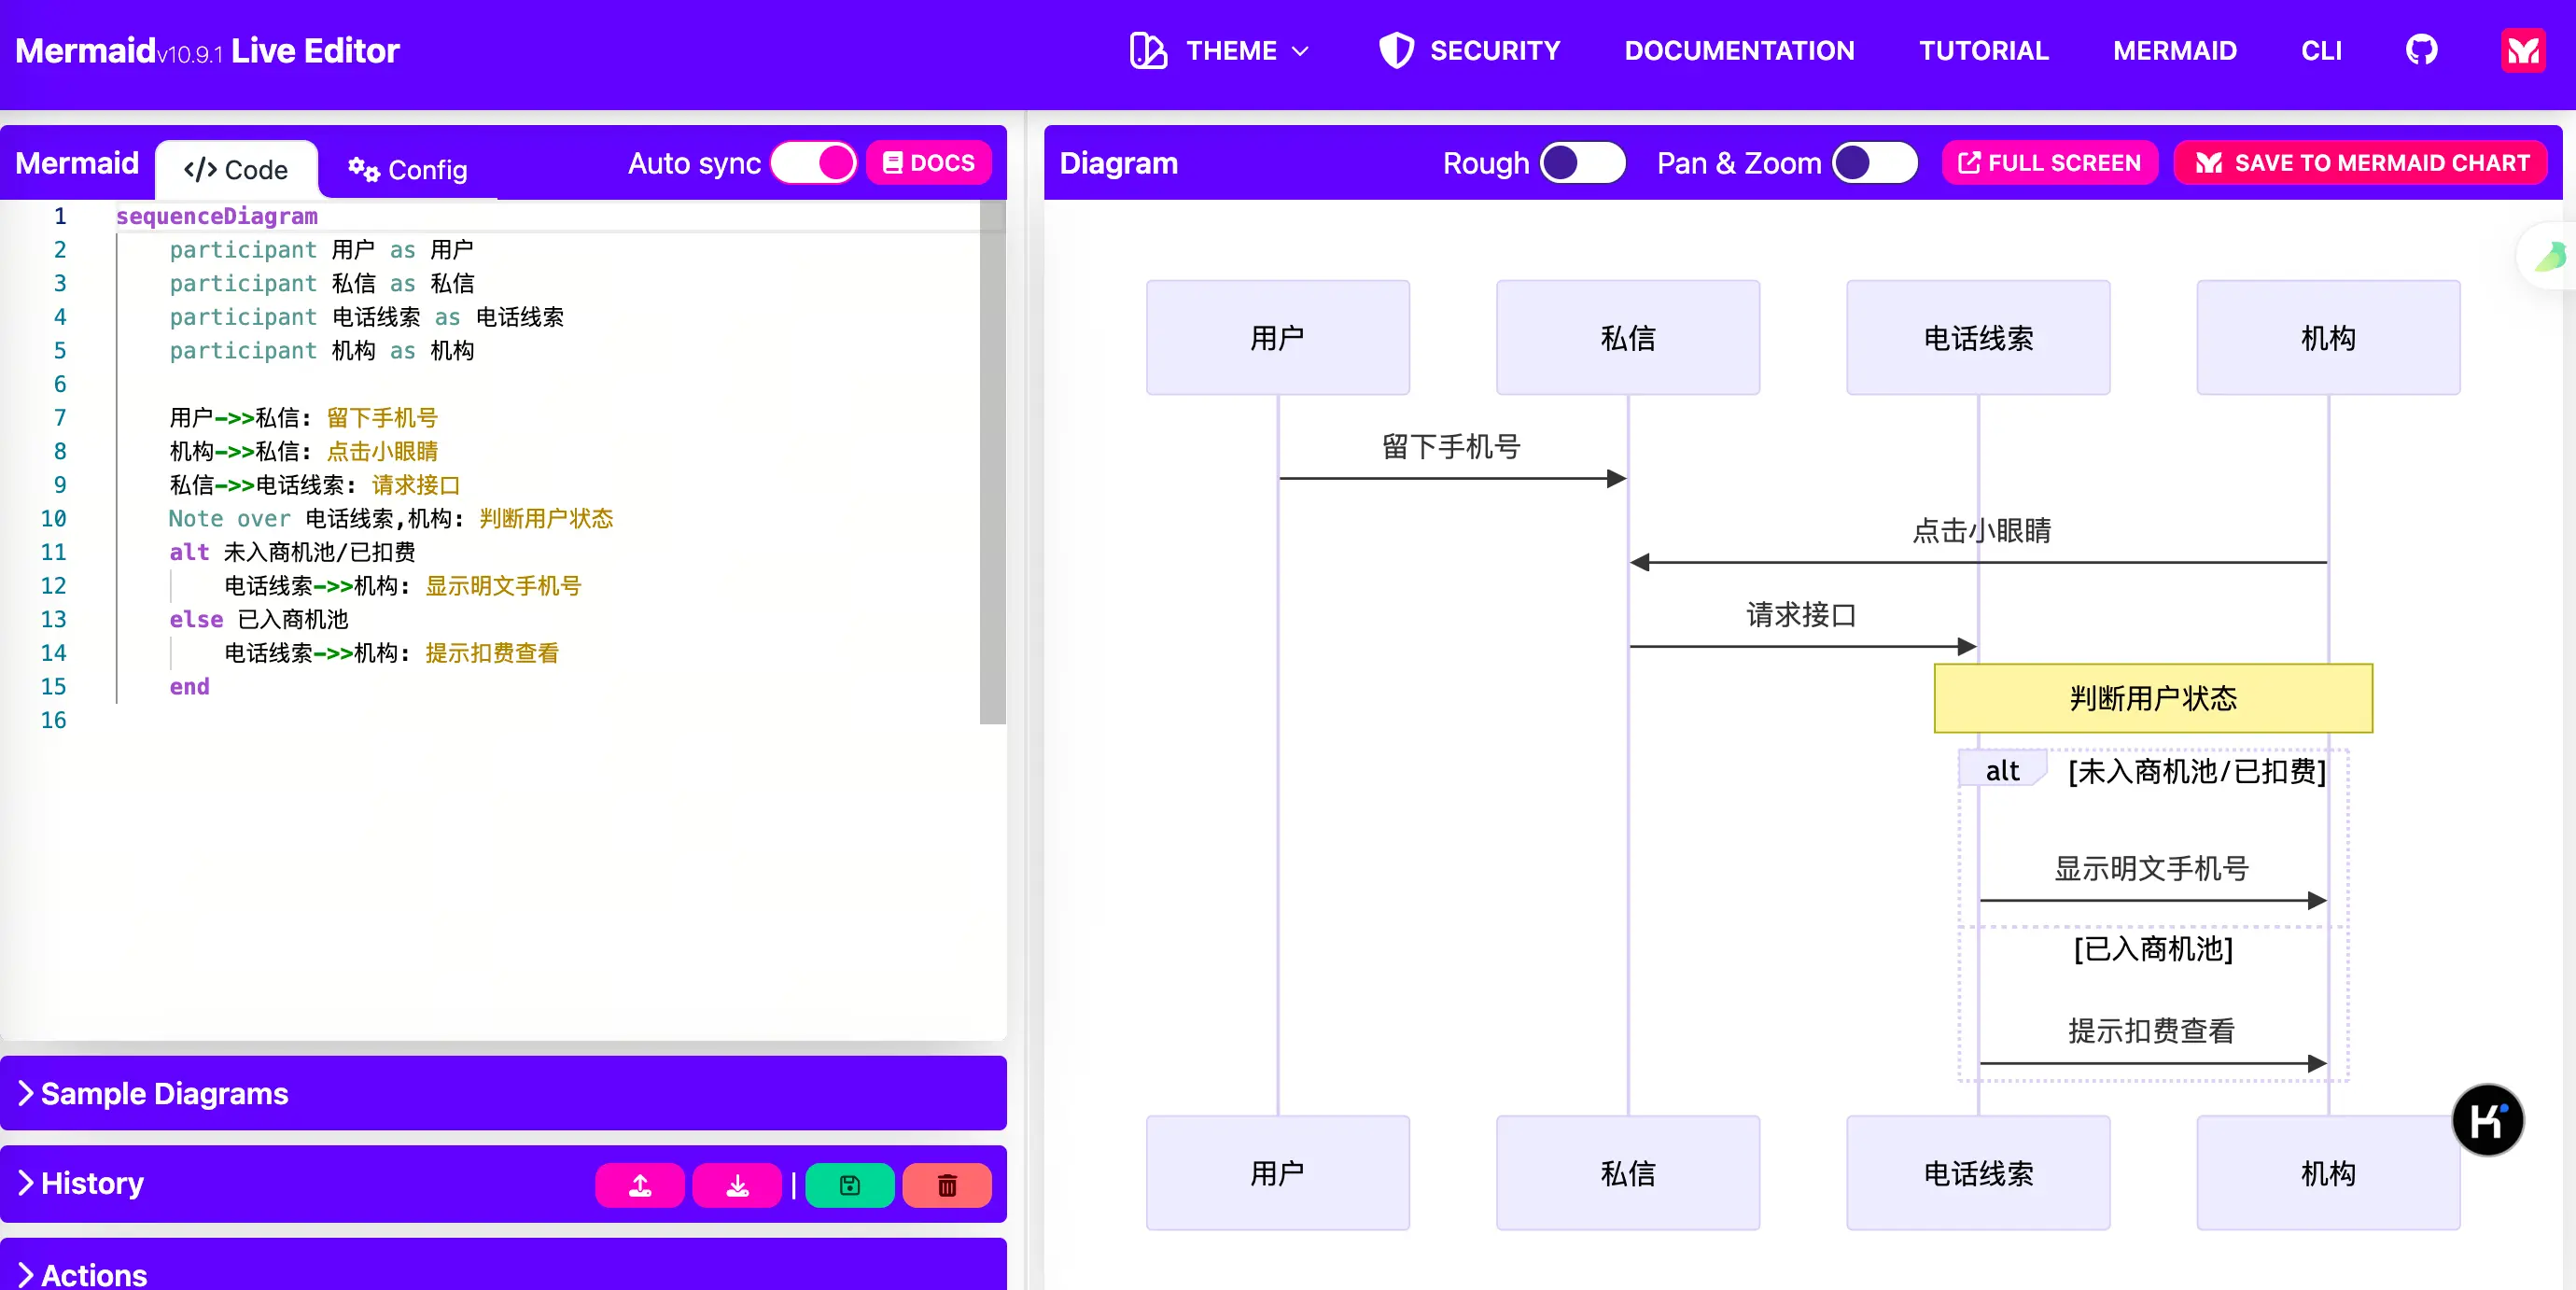 Mermaid v10.9.1 Live Editor
THEME
SECURITY
DOCUMENTATION
TUTORIAL
MERMAID
CLI
Mermaid
Code
Config
Auto sync
DOCS
1 sequenceDiagram
2 participant 用户 as 用户
3 participant 私信 as 私信
4 participant 电话线索 as 电话线索
5 participant 机构 as 机构
6
7 用户->>私信: 留下手机号
8 机构->>私信: 点击小眼睛
9 私信->>电话线索: 请求接口
10 Note over 电话线索,机构: 判断用户状态
11 alt 未入商机池/已扣费
12 电话线索->>机构: 显示明文手机号
13 else 已入商机池
14 电话线索->>机构: 提示扣费查看
15 end
16
Sample Diagrams
History
Actions
Diagram
Rough
Pan & Zoom
FULL SCREEN
SAVE TO MERMAID CHART
用户
私信
电话线索
机构
留下手机号
点击小眼睛
请求接口
判断用户状态
alt [未入商机池/已扣费]
显示明文手机号
[已入商机池]
提示扣费查看
用户
私信
电话线索
机构